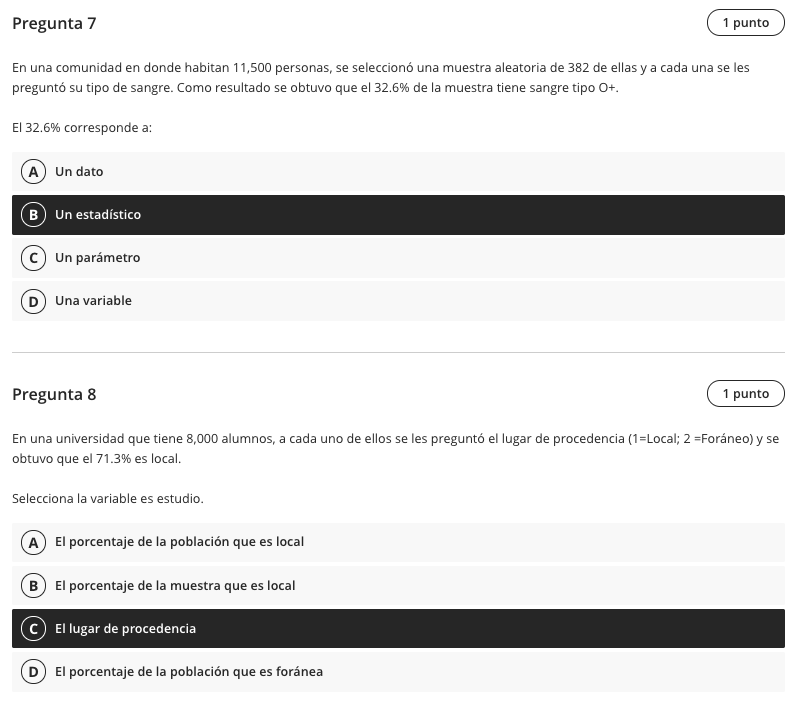 Pregunta 7
1 punto
En una comunidad en donde habitan 11,500 personas, se seleccionó una muestra aleatoria de 382 de ellas y a cada una se les
preguntó su tipo de sangre. Como resultado se obtuvo que el 32.6% de la muestra tiene sangre tipo O+.
El 32.6% corresponde a:
A Un dato
B Un estadístico
C Un parámetro
D Una variable
Pregunta 8
1 punto
En una universidad que tiene 8,000 alumnos, a cada uno de ellos se les preguntó el lugar de procedencia (1=Local; 2 =Foráneo) y se
obtuvo que el 71.3% es local.
Selecciona la variable es estudio.
A El porcentaje de la población que es local
B El porcentaje de la muestra que es local
C El lugar de procedencia
D El porcentaje de la población que es foránea